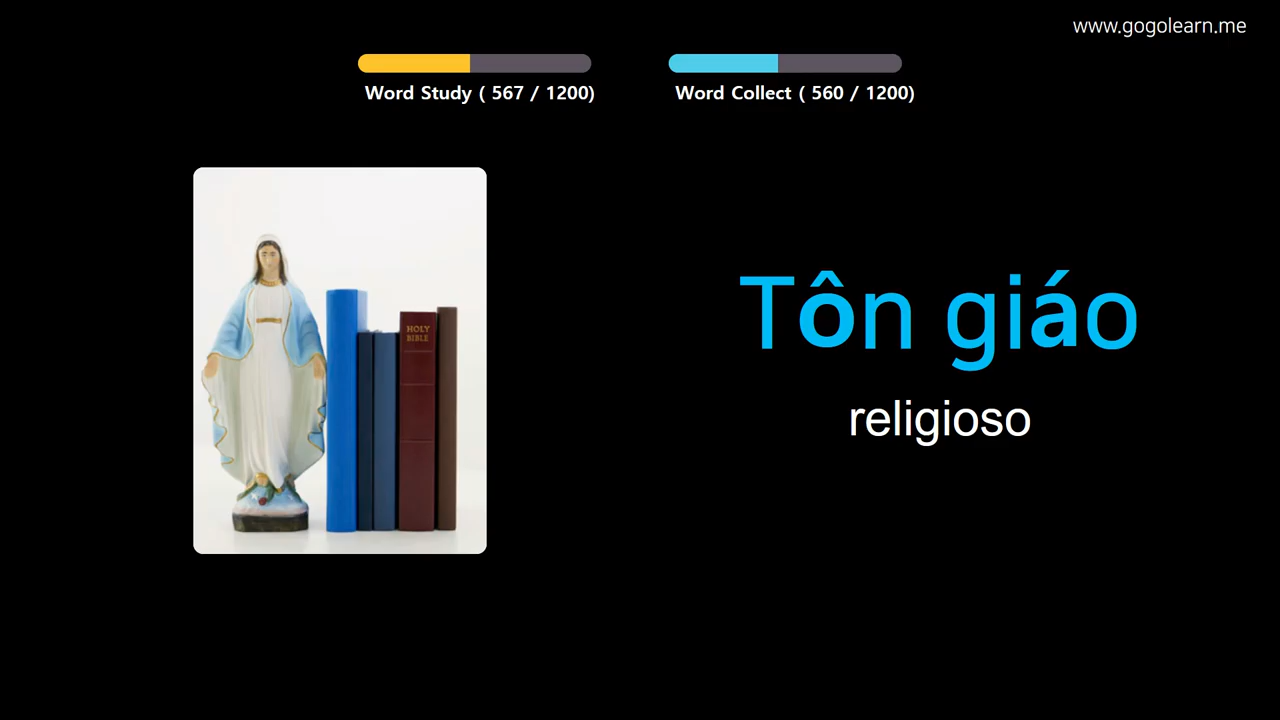 www.gogolearn.me
Word Study ( 567 / 1200)
Word Collect ( 560 / 1200)
HOLY
BIBLE
Tôn giáo
religioso